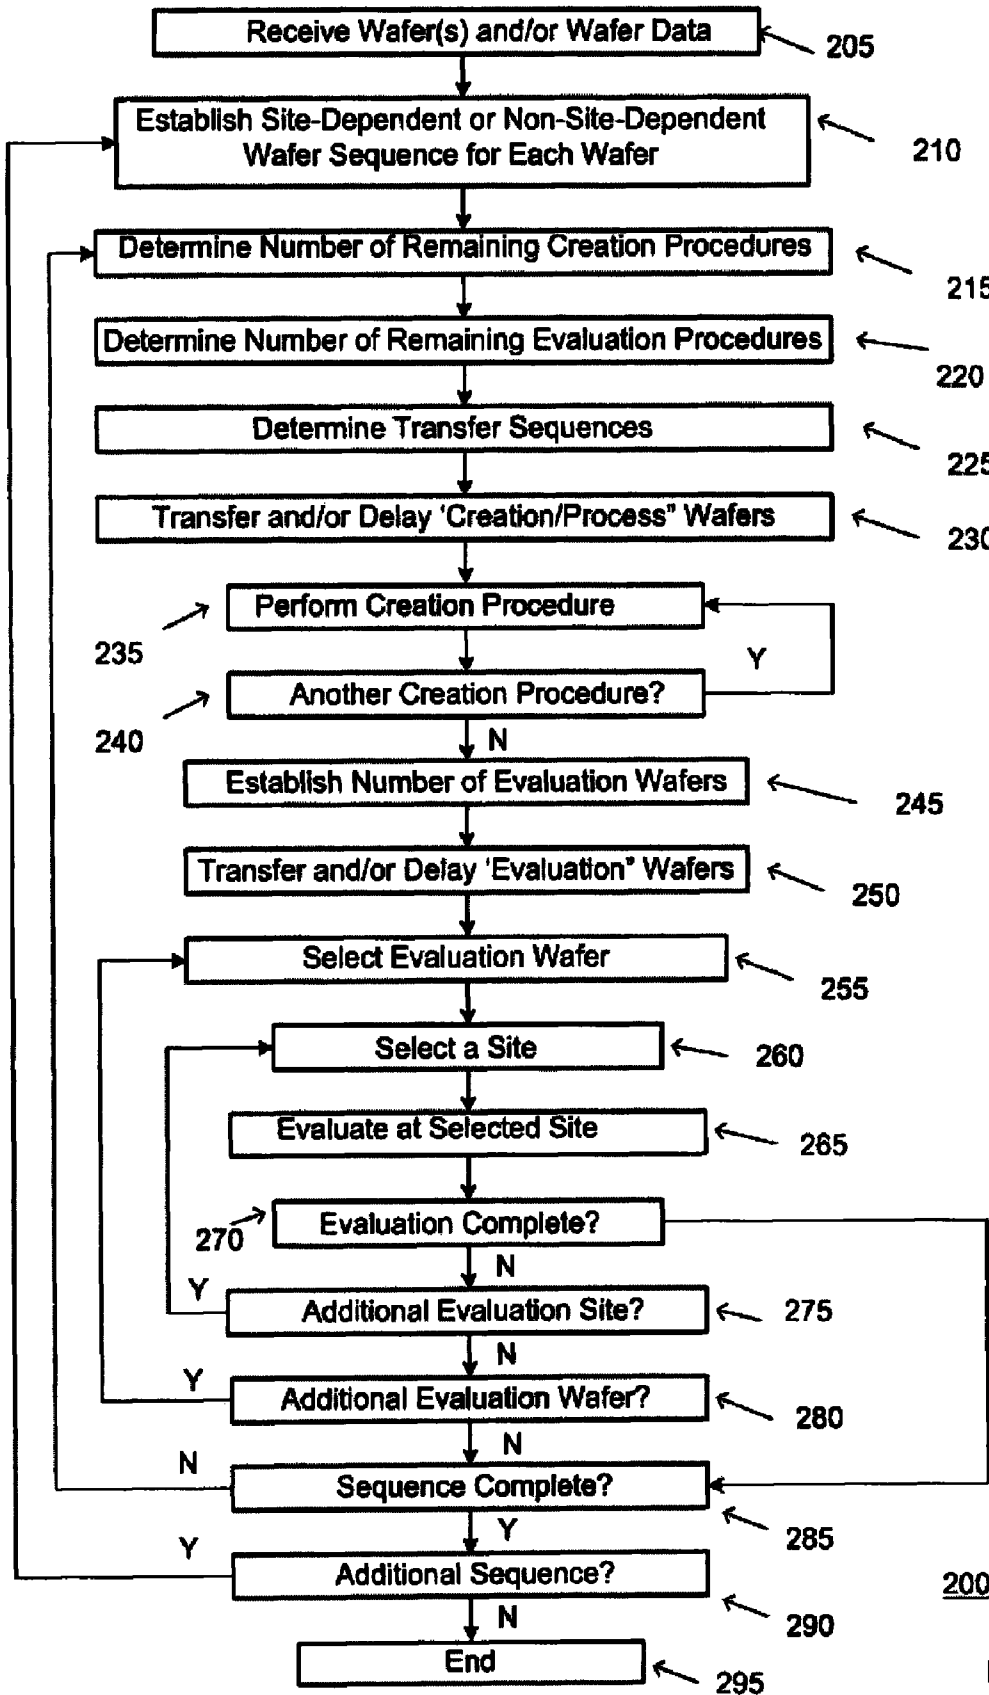 Receive Wafer(s) and/or Wafer Data
205
Establish Site-Dependent or Non-Site-Dependent
Wafer Sequence for Each Wafer
210
Determine Number of Remaining Creation Procedures
215
Determine Number of Remaining Evaluation Procedures
220
Determine Transfer Sequences
225
Transfer and/or Delay 'Creation/Process" Wafers
230
Perform Creation Procedure
235
Y
Another Creation Procedure?
240
N
Establish Number of Evaluation Wafers
245
Transfer and/or Delay 'Evaluation" Wafers
250
Select Evaluation Wafer
255
Select a Site
260
Evaluate at Selected Site
265
Evaluation Complete?
270
N
Y
Additional Evaluation Site?
275
N
Y
Additional Evaluation Wafer?
280
N
N
Sequence Complete?
285
Y
Y
Additional Sequence?
200
290
N
End
295